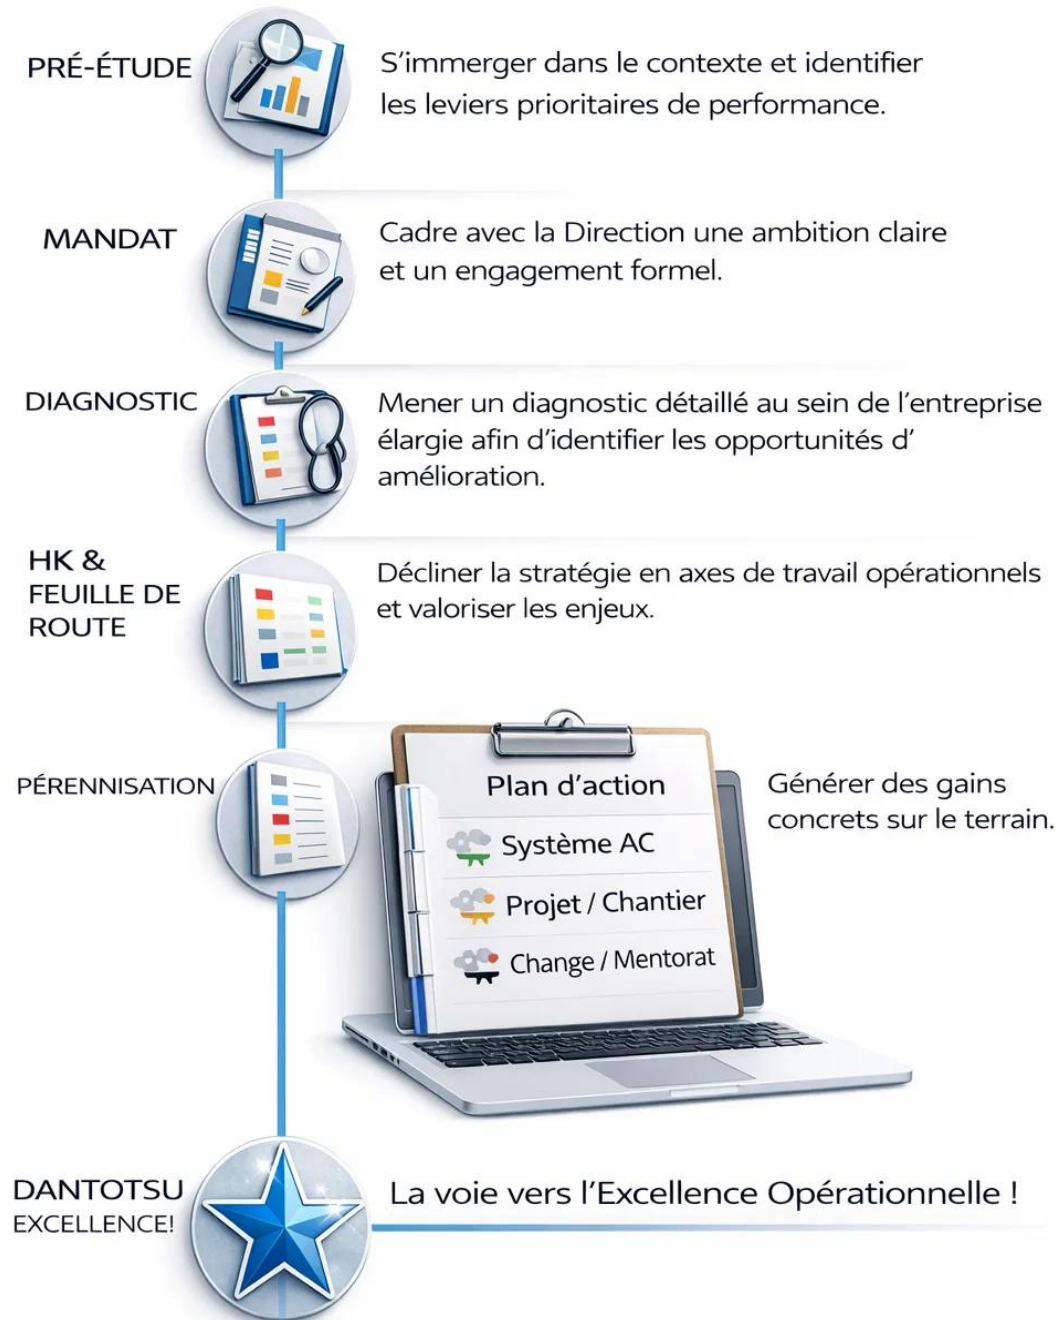 PRÉ-ÉTUDE
S’immerger dans le contexte et identifier
les leviers prioritaires de performance.
MANDAT
Cadre avec la Direction une ambition claire
et un engagement formel.
DIAGNOSTIC
Mener un diagnostic détaillé au sein de l’entreprise
élargie afin d’identifier les opportunités d’
amélioration.
HK &
FEUILLE DE
ROUTE
Décliner la stratégie en axes de travail opérationnels
et valoriser les enjeux.
PÉRENNISATION
Plan d’action
Système AC
Projet / Chantier
Change / Mentorat
Générer des gains
concrets sur le terrain.
DANTOTSU
EXCELLENCE!
La voie vers l’Excellence Opérationnelle !